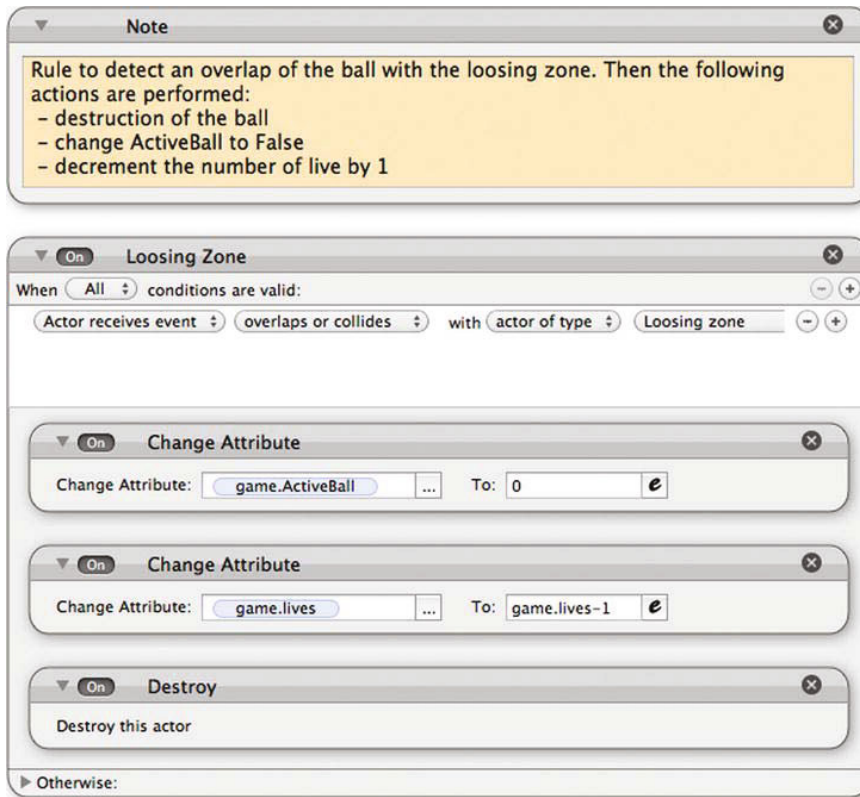 Note
Rule to detect an overlap of the ball with the loosing zone. Then the following
actions are performed:
- destruction of the ball
- change ActiveBall to False
- decrement the number of live by 1
On Loosing Zone
When All conditions are valid:
Actor receives event overlaps or collides with actor of type Loosing zone
On Change Attribute
Change Attribute: game.ActiveBall ... To: 0 e
On Change Attribute
Change Attribute: game.lives ... To: game.lives-1 e
On Destroy
Destroy this actor
Otherwise: